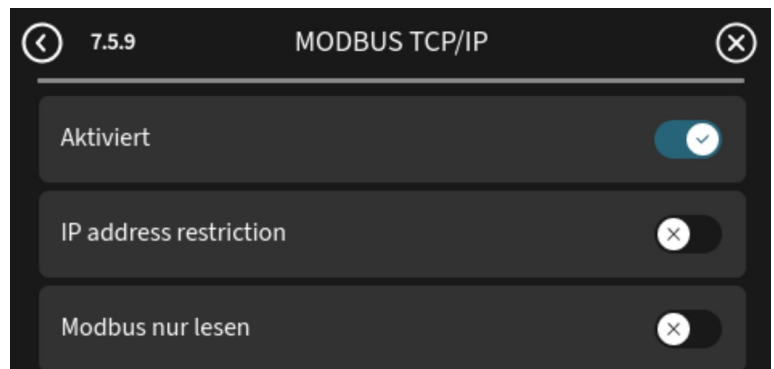 7.5.9 MODBUS TCP/IP
Aktiviert
IP address restriction
Modbus nur lesen